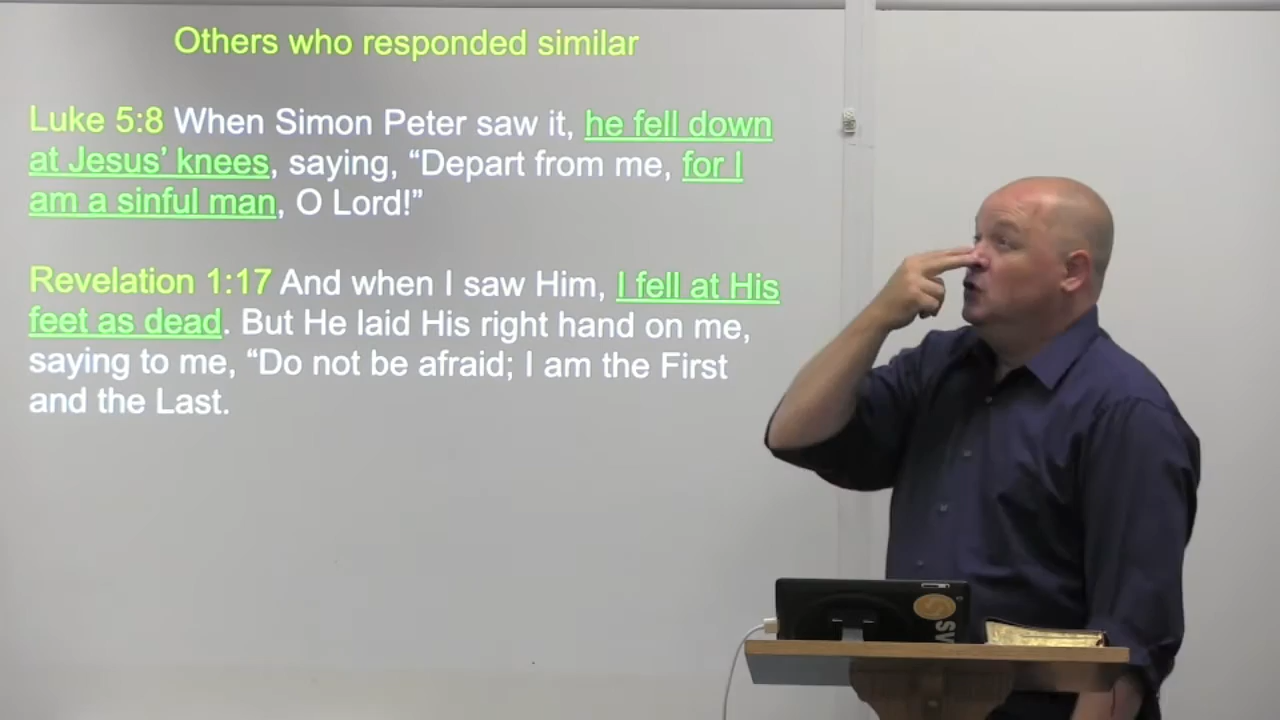 Others who responded similar
Luke 5:8 When Simon Peter saw it, he fell down
at Jesus’ knees, saying, “Depart from me, for I
am a sinful man, O Lord!”
Revelation 1:17 And when I saw Him, I fell at His
feet as dead. But He laid His right hand on me,
saying to me, “Do not be afraid; I am the First
and the Last.
SV